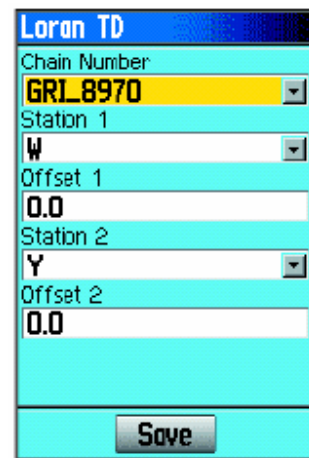 Loran TD
Chain Number
GRI_8970
Station 1
W
Offset 1
0.0
Station 2
Y
Offset 2
0.0
Save